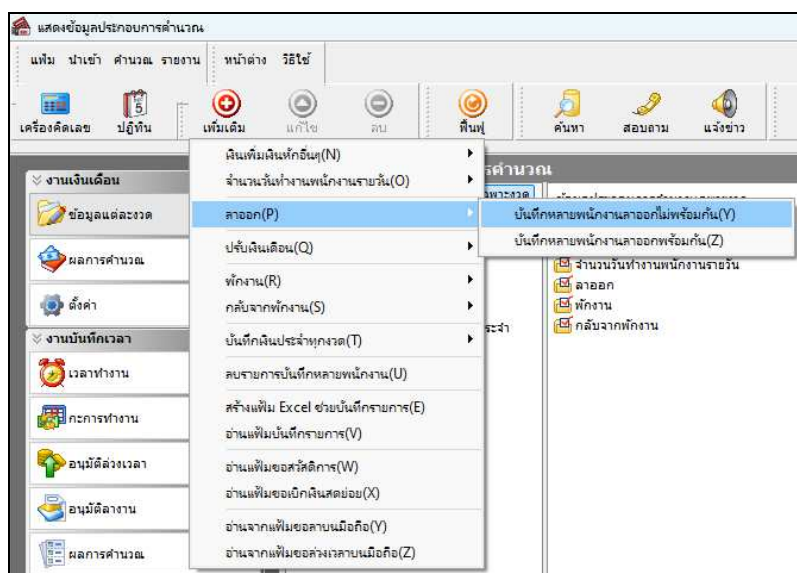 แสดงข้อมูลประกอบการคำนวณ
แฟ้ม นำเข้า คำนวณ รายงาน หน้าต่าง วิธีใช้
เครื่องคิดเลข ปฏิทิน เพิ่มเติม แก้ไข ลบ ฟื้นฟู ค้นหา สอบถาม แจ้งข่าว
งานเงินเดือน
ข้อมูลแต่ละงวด
ผลการคำนวณ
ตั้งค่า
งานบันทึกเวลา
เวลาทำงาน
กะการทำงาน
อนุมัติล่วงเวลา
อนุมัติลางาน
ผลการคำนวณ
เงินเพิ่มเงินหักอื่นๆ(N)
จำนวนวันทำงานพนักงานรายวัน(O)
ลาออก(P)
ปรับเงินเดือน(Q)
พักงาน(R)
กลับจากพักงาน(S)
บันทึกเงินประจำทุกงวด(T)
ลบรายการบันทึกหลายพนักงาน(U)
สร้างแฟ้ม Excel ช่วยบันทึกรายการ(E)
อ่านแฟ้มบันทึกรายการ(V)
อ่านแฟ้มขอสวัสดิการ(W)
อ่านแฟ้มขอเบิกเงินสดย่อย(X)
อ่านจากแฟ้มขอลาบนมือถือ(Y)
อ่านจากแฟ้มขอล่วงเวลาบนมือถือ(Z)
บันทึกหลายพนักงานลาออกไม่พร้อมกัน(Y)
บันทึกหลายพนักงานลาออกพร้อมกัน(Z)
จำนวนวันทำงานพนักงานรายวัน
ลาออก
พักงาน
กลับจากพักงาน